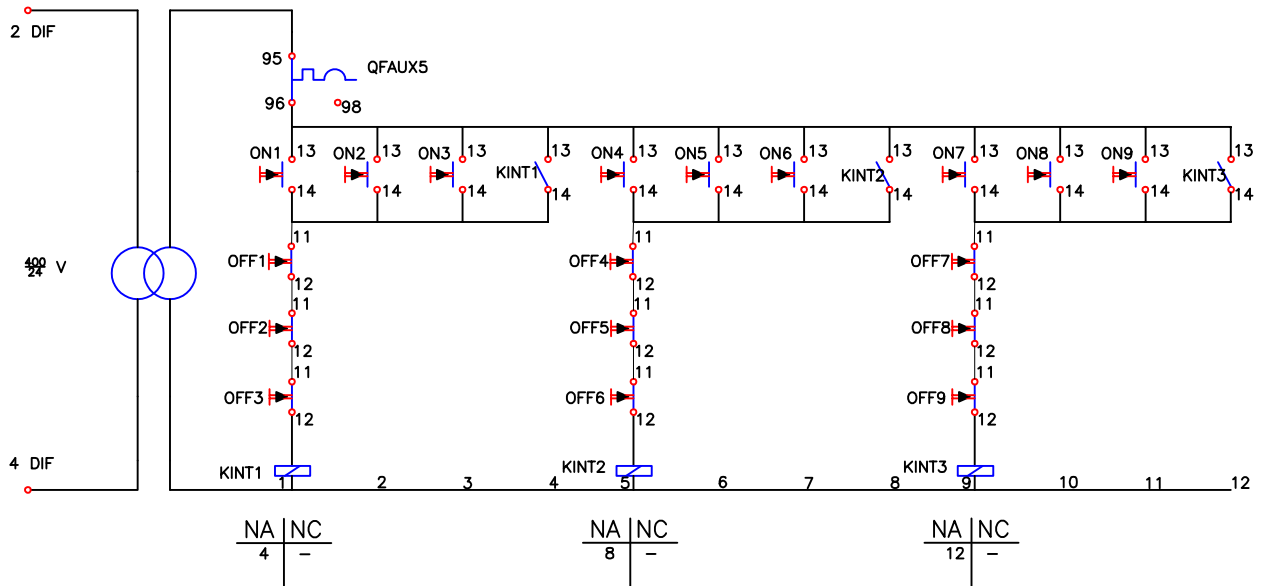 2 DIF
95
QFAUX5
96 98
ON1 13 ON2 13 ON3 13 KINT1 13 ON4 13 ON5 13 ON6 13 KINT2 13 ON7 13 ON8 13 ON9 13 KINT3 13
14 14 14 14 14 14 14 14 14 14 14 14
11 11 11
OFF1 OFF4 OFF7
400
24 V
12 12 12
11 11 11
OFF2 OFF5 OFF8
12 12 12
11 11 11
OFF3 OFF6 OFF9
12 12 12
4 DIF
KINT1 KINT2 KINT3
1 2 3 4 5 6 7 8 9 10 11 12
NA NC NA NC NA NC
4 – 8 – 12 –